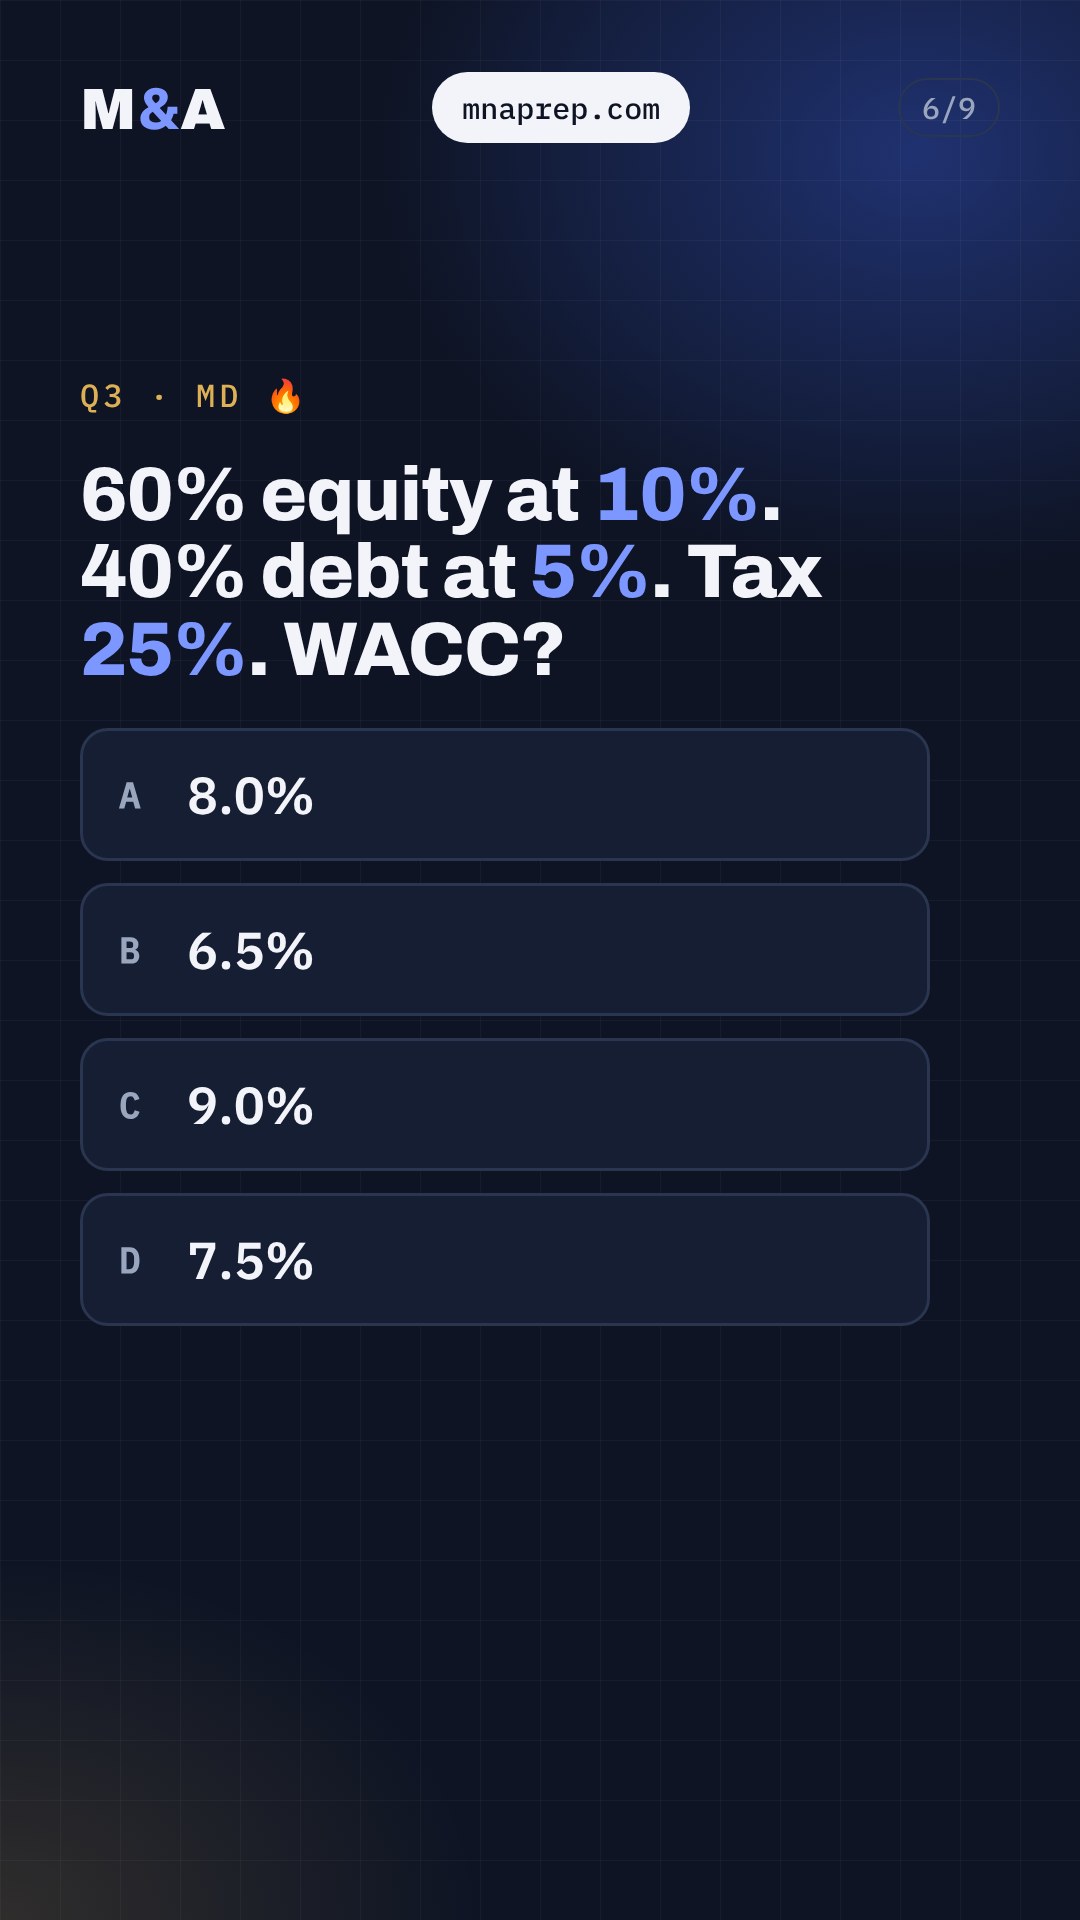 M&A
mnaprep.com
6/9
Q3 · MD 🔥
60% equity at 10%.
40% debt at 5%. Tax
25%. WACC?
A 8.0%
B 6.5%
C 9.0%
D 7.5%